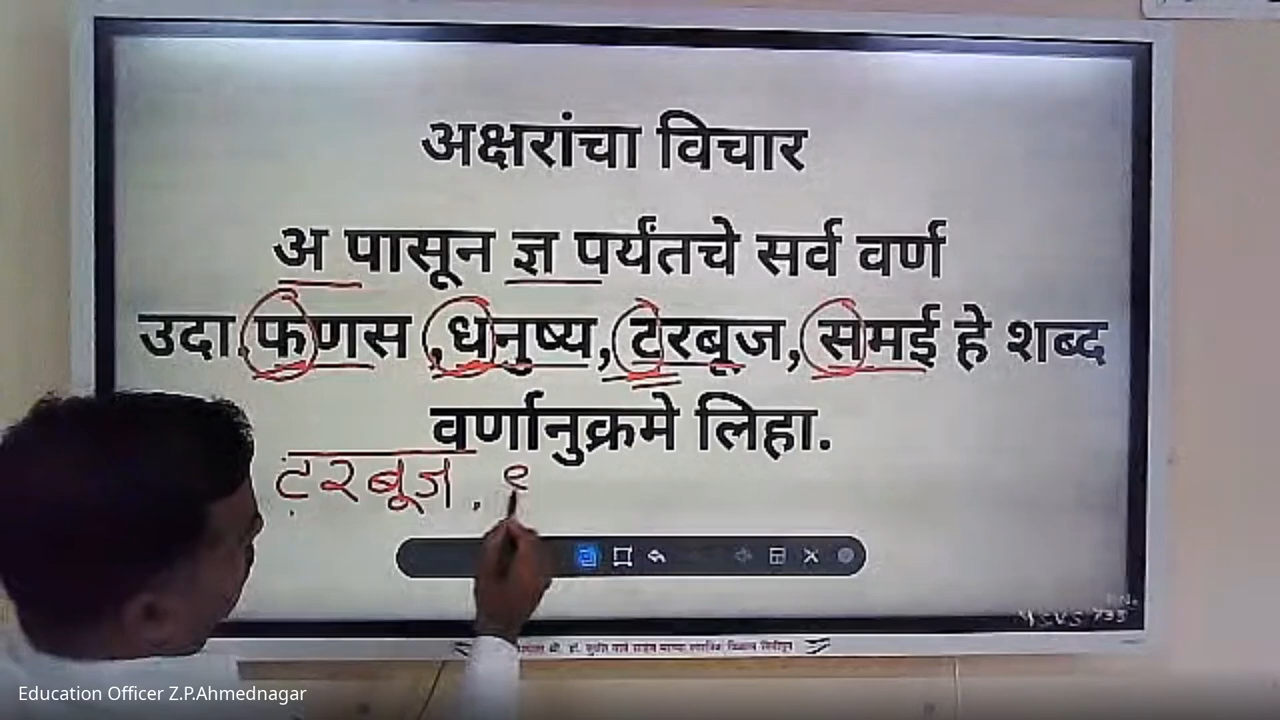 अक्षरांचा विचार
अ पासून ज्ञ पर्यंतचे सर्व वर्ण
उदा. फणस ,धनुष्य, टरबूज, समई हे शब्द
वर्णानुक्रमे लिहा.
टरबूज,
Education Officer Z.P.Ahmednagar